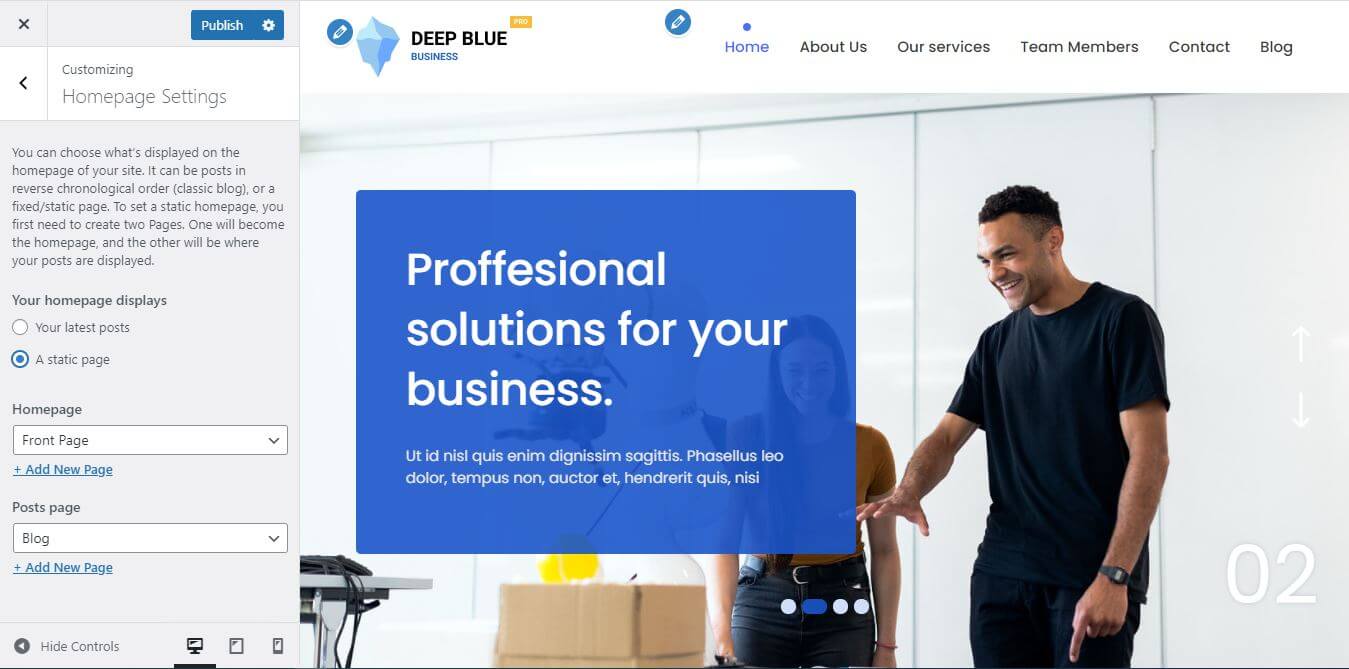 Publish
Customizing
Homepage Settings
You can choose what's displayed on the
homepage of your site. It can be posts in
reverse chronological order (classic blog), or a
fixed/static page. To set a static homepage, you
first need to create two Pages. One will become
the homepage, and the other will be where
your posts are displayed.
Your homepage displays
Your latest posts
A static page
Homepage
Front Page
+ Add New Page
Posts page
Blog
+ Add New Page
Hide Controls
DEEP BLUE
PRO
BUSINESS
Home
About Us
Our services
Team Members
Contact
Blog
Proffesional
solutions for your
business.
Ut id nisl quis enim dignissim sagittis. Phasellus leo
dolor, tempus non, auctor et, hendrerit quis, nisi
02